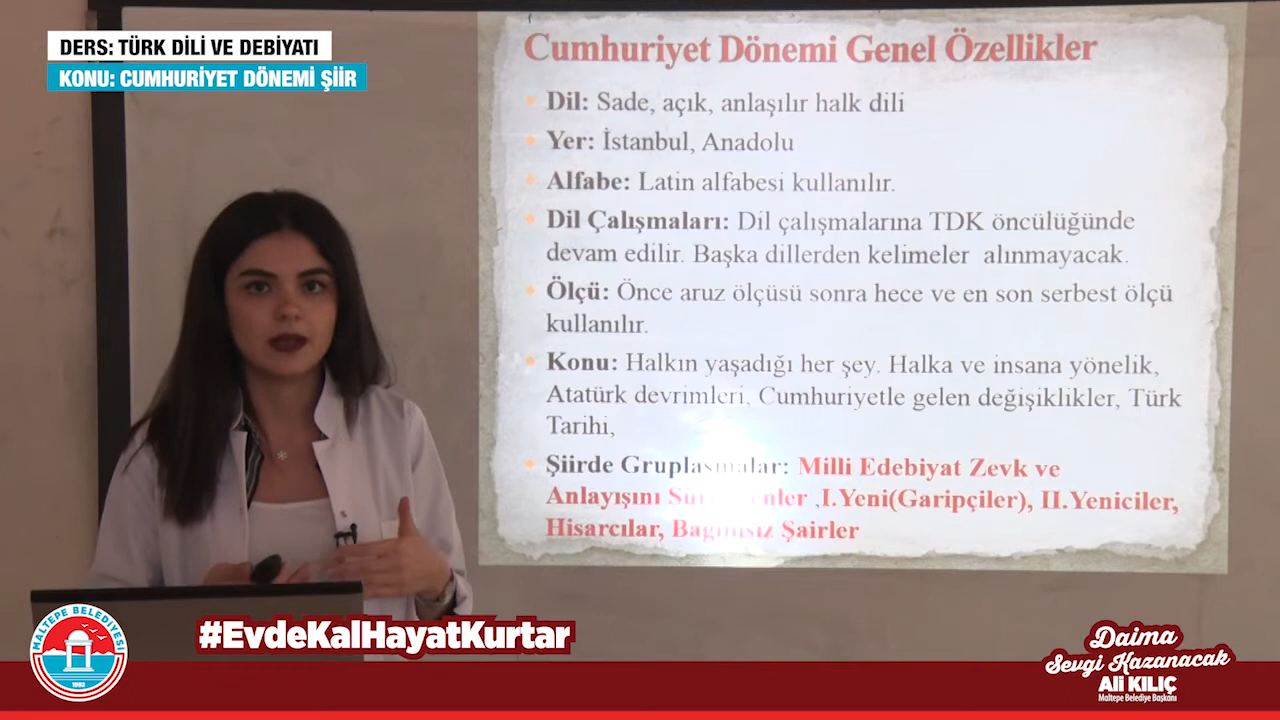 DERS: TÜRK DİLİ VE DEBİYATI
KONU: CUMHURİYET DÖNEMİ ŞİİR
Cumhuriyet Dönemi Genel Özellikler
Dil: Sade, açık, anlaşılır halk dili
Yer: İstanbul, Anadolu
Alfabe: Latin alfabesi kullanılır.
Dil Çalışmaları: Dil çalışmalarına TDK öncülüğünde
devam edilir. Başka dillerden kelimeler alınmayacak.
Ölçü: Önce aruz ölçüsü sonra hece ve en son serbest ölçü
kullanılır.
Konu: Halkın yaşadığı her şey. Halka ve insana yönelik,
Atatürk devrimleri, Cumhuriyetle gelen değişiklikler, Türk
Tarihi,
Şiirde Gruplaşmalar: Milli Edebiyat Zevk ve
Anlayışını ,I.Yeni(Garipçiler), II.Yeniciler,
Hisarcılar, Bağımsız Şairler
MALTEPE BELEDİYESİ
1992
#EvdeKalHayatKurtar
Daima
Sevgi Kazanacak
Ali KILIÇ
Maltepe Belediye Başkanı